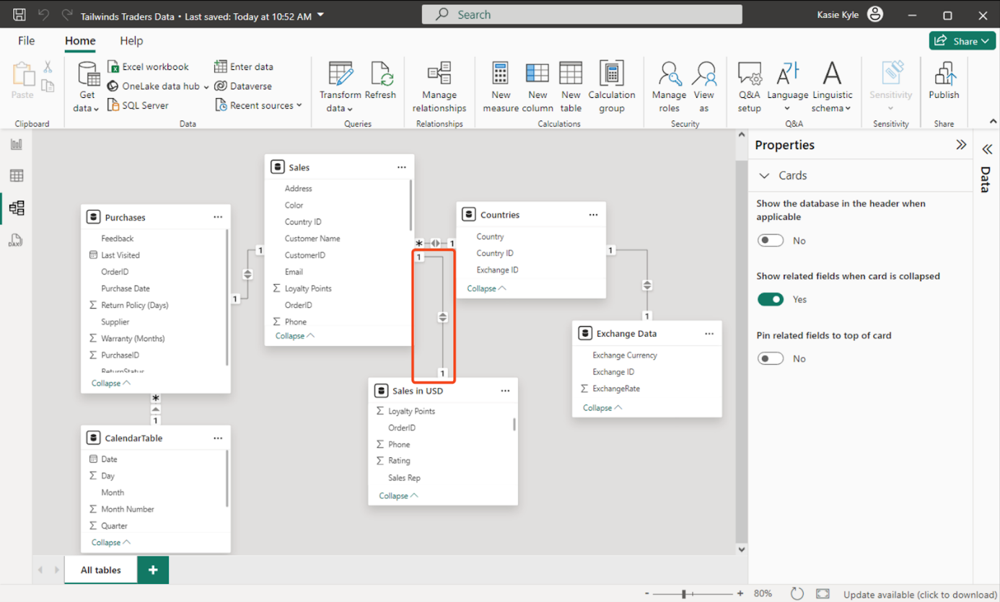 Tailwinds Traders Data • Last saved: Today at 10:52 AM
Search
Kasie Kyle
File
Home
Help
Share
Paste
Clipboard
Get data
Excel workbook
OneLake data hub
SQL Server
Enter data
Dataverse
Recent sources
Data
Transform data
Refresh
Queries
Manage relationships
Relationships
New measure
New column
New table
Calculation group
Calculations
Manage roles
View as
Security
Q&A setup
Language
Linguistic schema
Q&A
Sensitivity
Sensitivity
Publish
Share
DAX
Purchases
Feedback
Last Visited
OrderID
Purchase Date
Σ Return Policy (Days)
Supplier
Σ Warranty (Months)
Σ PurchaseID
ReturnStatus
Collapse
* 
1
CalendarTable
Date
Σ Day
Month
Σ Month Number
Σ Quarter
Collapse
1
1
Sales
Address
Color
Country ID
Customer Name
CustomerID
Email
Σ Loyalty Points
OrderID
Σ Phone
Collapse
* 1
1
1
Sales in USD
Σ Loyalty Points
OrderID
Σ Phone
Σ Rating
Sales Rep
Collapse
Countries
Country
Country ID
Exchange ID
Collapse
1
1
Exchange Data
Exchange Currency
Exchange ID
Σ ExchangeRate
Collapse
Properties
Cards
Show the database in the header when
applicable
No
Show related fields when card is collapsed
Yes
Pin related fields to top of card
No
Data
All tables
+
- + 80%
Update available (click to download)